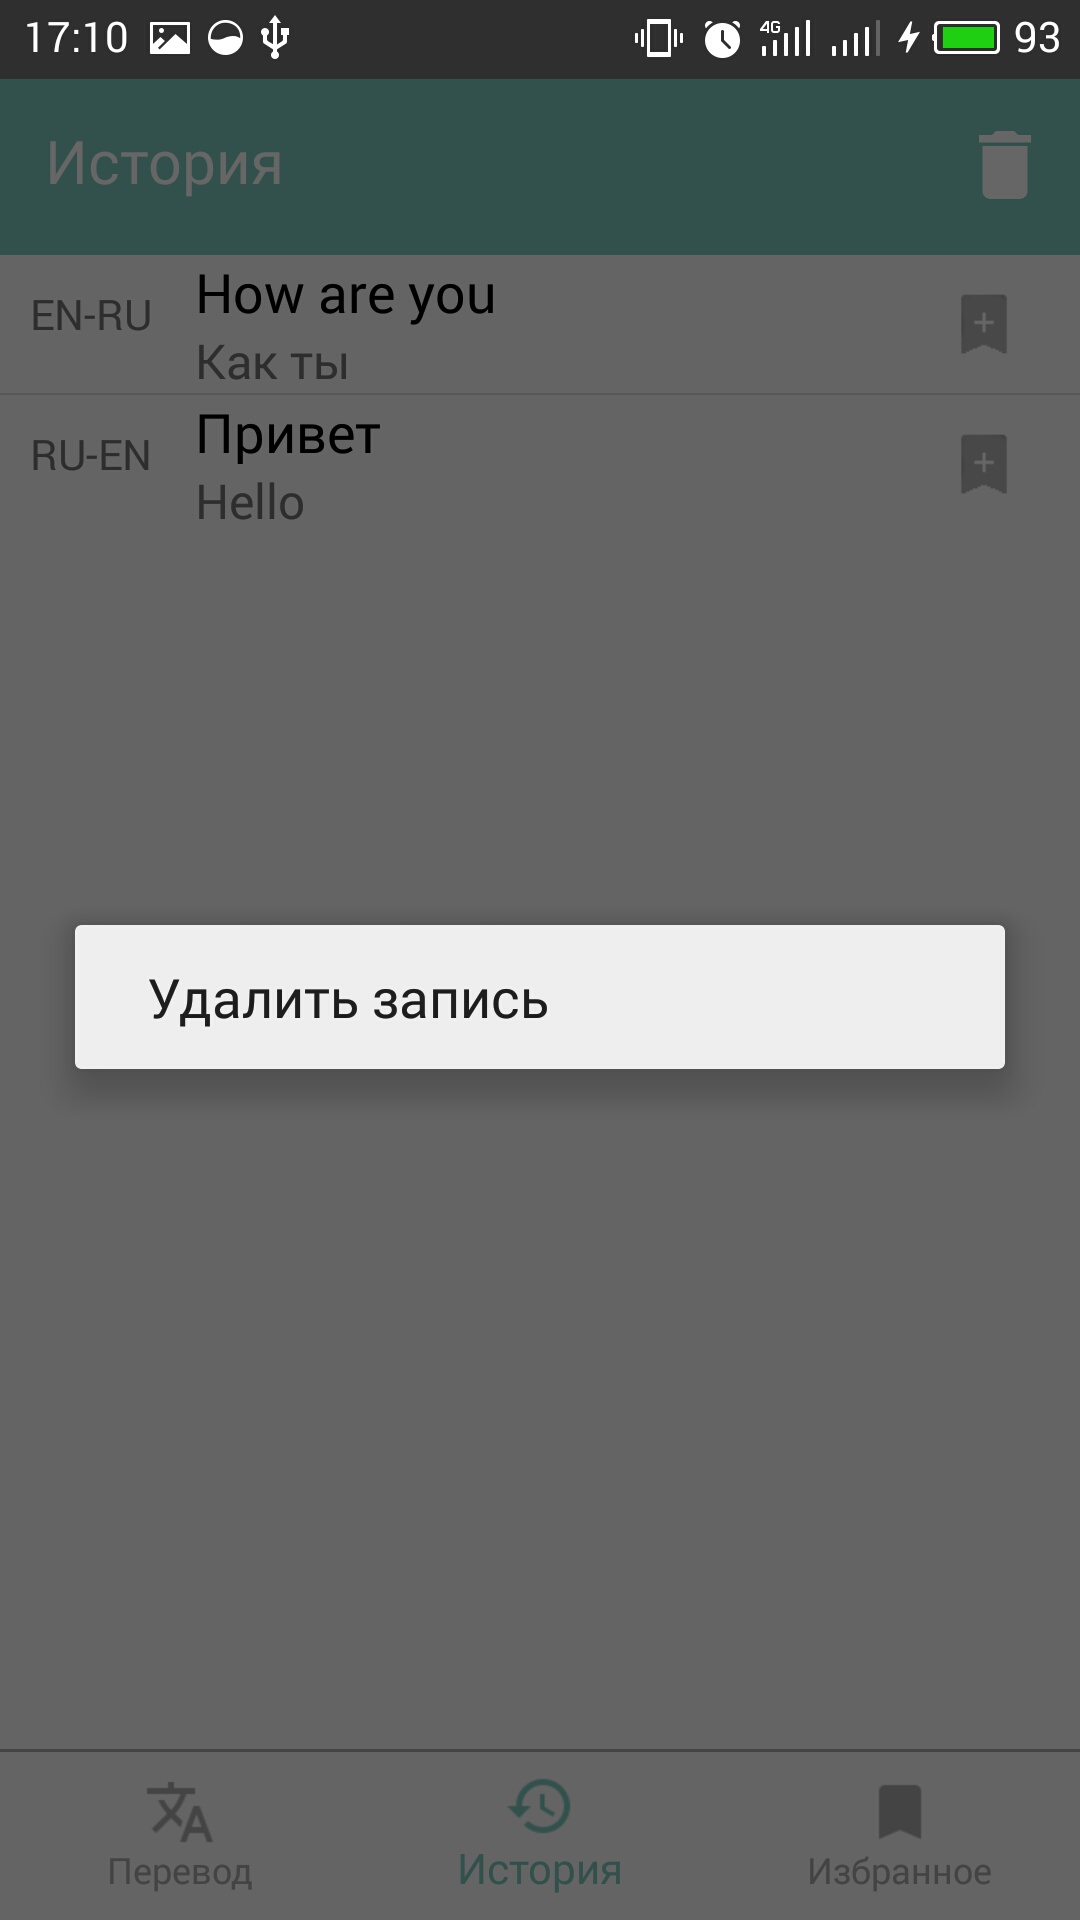 17:10 4G 93
История
EN-RU How are you
Как ты
RU-EN Привет
Hello
Удалить запись
Перевод История Избранное